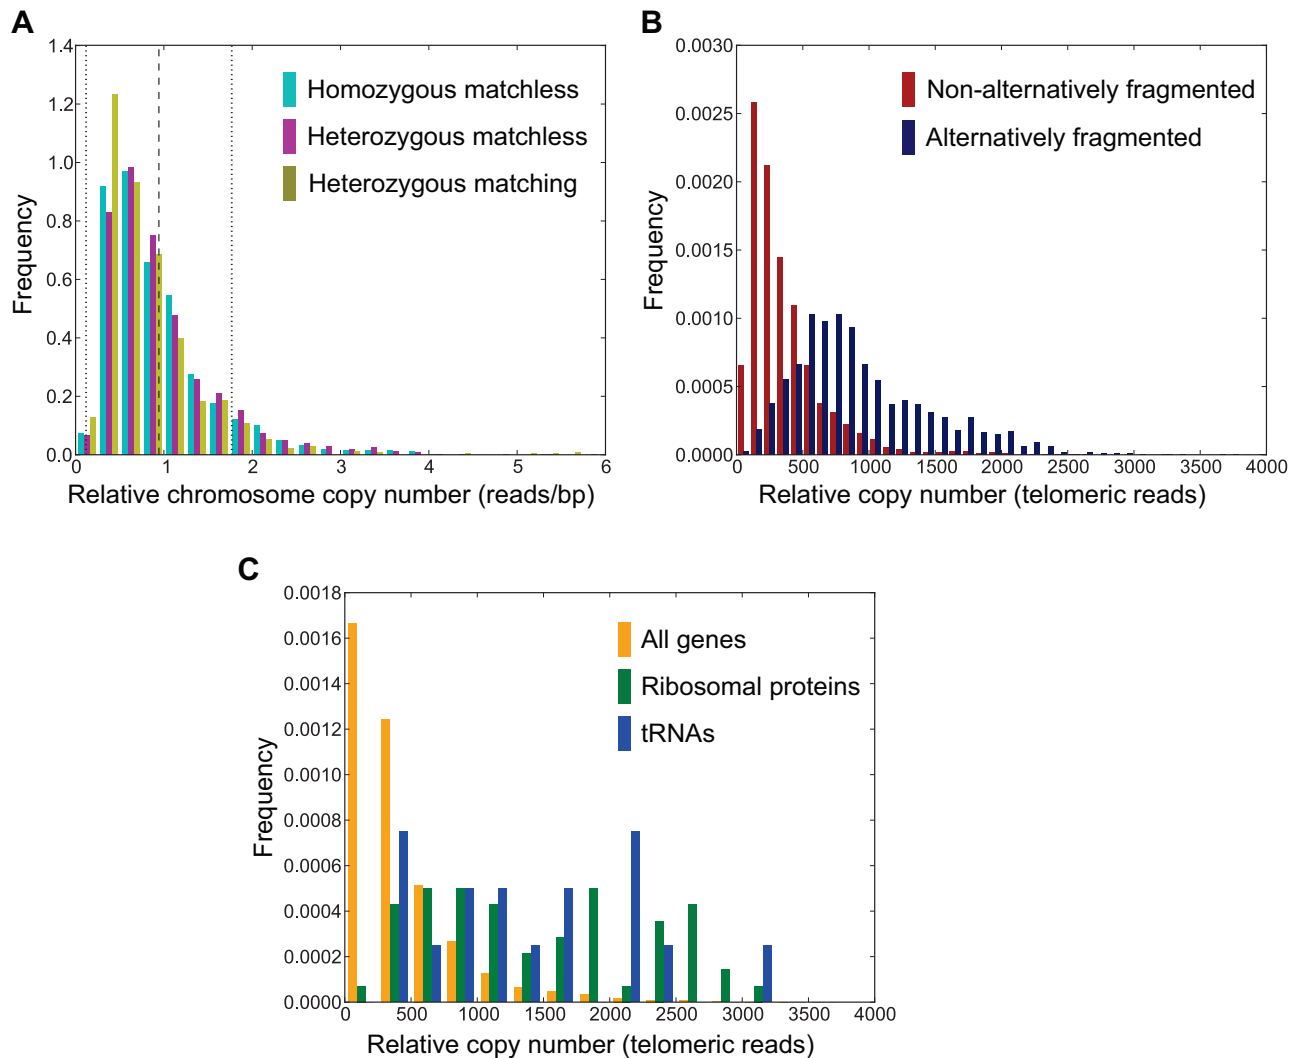 A
1.4
1.2
1.0
0.8
0.6
0.4
0.2
0.0
0 1 2 3 4 5 6
Frequency
Relative chromosome copy number (reads/bp)
Homozygous matchless
Heterozygous matchless
Heterozygous matching
B
0.0030
0.0025
0.0020
0.0015
0.0010
0.0005
0.0000
0 500 1000 1500 2000 2500 3000 3500 4000
Frequency
Relative copy number (telomeric reads)
Non-alternatively fragmented
Alternatively fragmented
C
0.0018
0.0016
0.0014
0.0012
0.0010
0.0008
0.0006
0.0004
0.0002
0.0000
0 500 1000 1500 2000 2500 3000 3500 4000
Frequency
Relative copy number (telomeric reads)
All genes
Ribosomal proteins
tRNAs